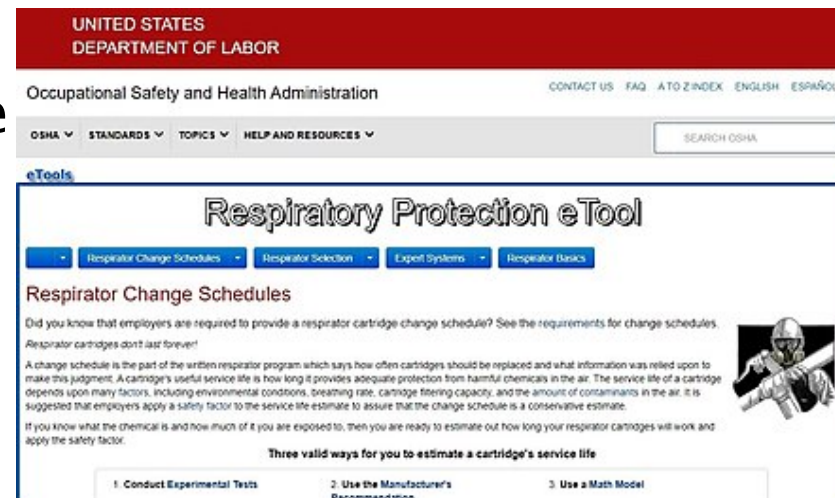 UNITED STATES
DEPARTMENT OF LABOR
Occupational Safety and Health Administration
CONTACT US FAQ A TO Z INDEX ENGLISH ESPAÑOL
e
OSHA STANDARDS TOPICS HELP AND RESOURCES
SEARCH OSHA
eTools
Respiratory Protection eTool
Respirator Change Schedules Respirator Selection Expert Systems Respirator Basics
Respirator Change Schedules
Did you know that employers are required to provide a respirator cartridge change schedule? See the requirements for change schedules.
Respirator cartridges don't last forever!
A change schedule is the part of the written respirator program which says how often cartridges should be replaced and what information was relied upon to
make this judgment. A cartridge's useful service life is how long it provides adequate protection from harmful chemicals in the air. The service life of a cartridge
depends upon many factors, including environmental conditions, breathing rate, cartridge filtering capacity, and the amount of contaminants in the air. It is
suggested that employers apply a safety factor to the service life estimate to assure that the change schedule is a conservative estimate.
If you know what the chemical is and how much of it you are exposed to, then you are ready to estimate out how long your respirator cartridges will work and
apply the safety factor.
Three valid ways for you to estimate a cartridge's service life
1. Conduct Experimental Tests
2. Use the Manufacturer's
Recommendation
3. Use a Math Model